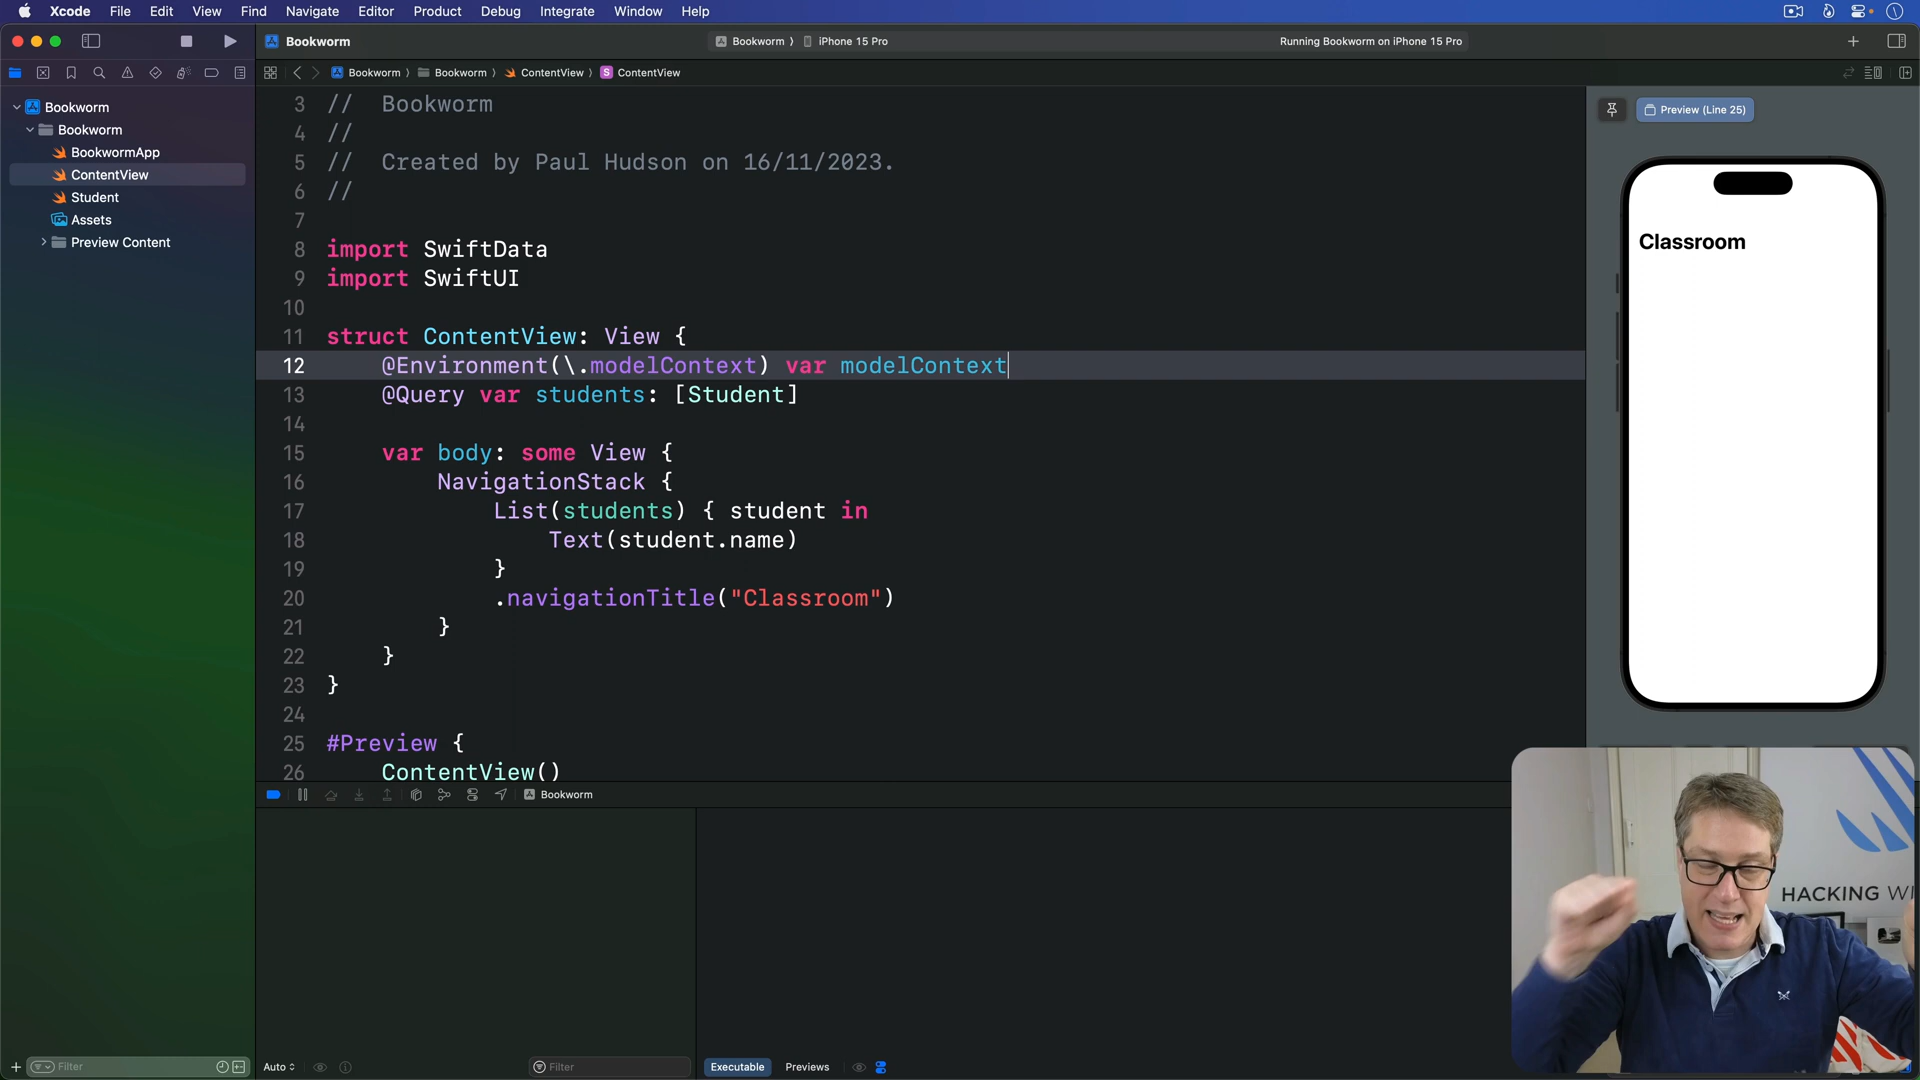 Xcode File Edit View Find Navigate Editor Product Debug Integrate Window Help
Bookworm
Bookworm
iPhone 15 Pro
Running Bookworm on iPhone 15 Pro
Bookworm
Bookworm
ContentView
ContentView
Bookworm
Bookworm
BookwormApp
ContentView
Student
Assets
Preview Content
3 // Bookworm
4 //
5 // Created by Paul Hudson on 16/11/2023.
6 //
7
8 import SwiftData
9 import SwiftUI
10
11 struct ContentView: View {
12 @Environment(\.modelContext) var modelContext
13 @Query var students: [Student]
14
15 var body: some View {
16 NavigationStack {
17 List(students) { student in
18 Text(student.name)
19 }
20 .navigationTitle("Classroom")
21 }
22 }
23 }
24
25 #Preview {
26 ContentView()
Preview (Line 25)
Classroom
Bookworm
HACKING WI
Filter
Auto
Filter
Executable
Previews